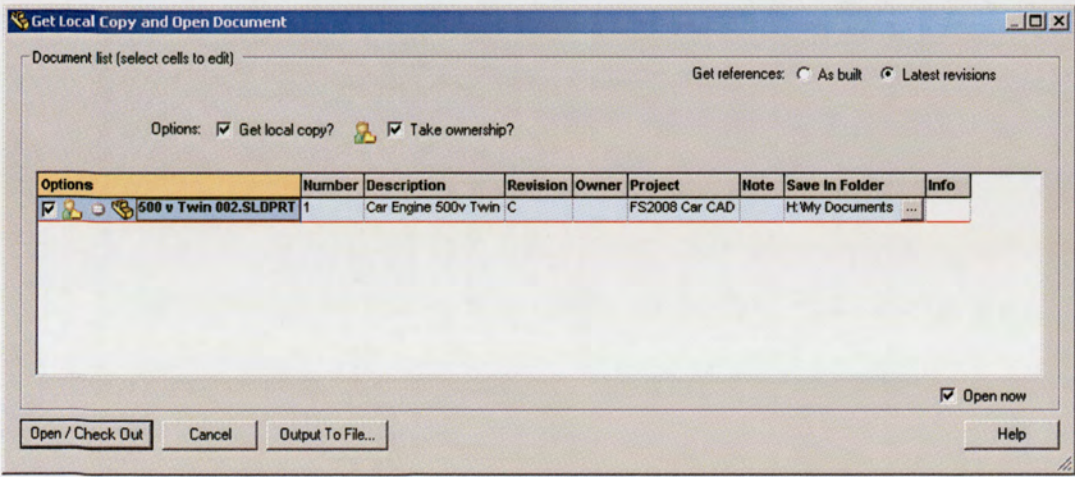 Get Local Copy and Open Document
Document list (select cells to edit)
Get references: As built Latest revisions
Options: Get local copy? Take ownership?
Options Number Description Revision Owner Project Note Save In Folder Info
500 v Twin 002.SLDPRT 1 Car Engine 500v Twin C FS2008 Car CAD H:\My Documents ...
Open now
Open / Check Out Cancel Output To File... Help